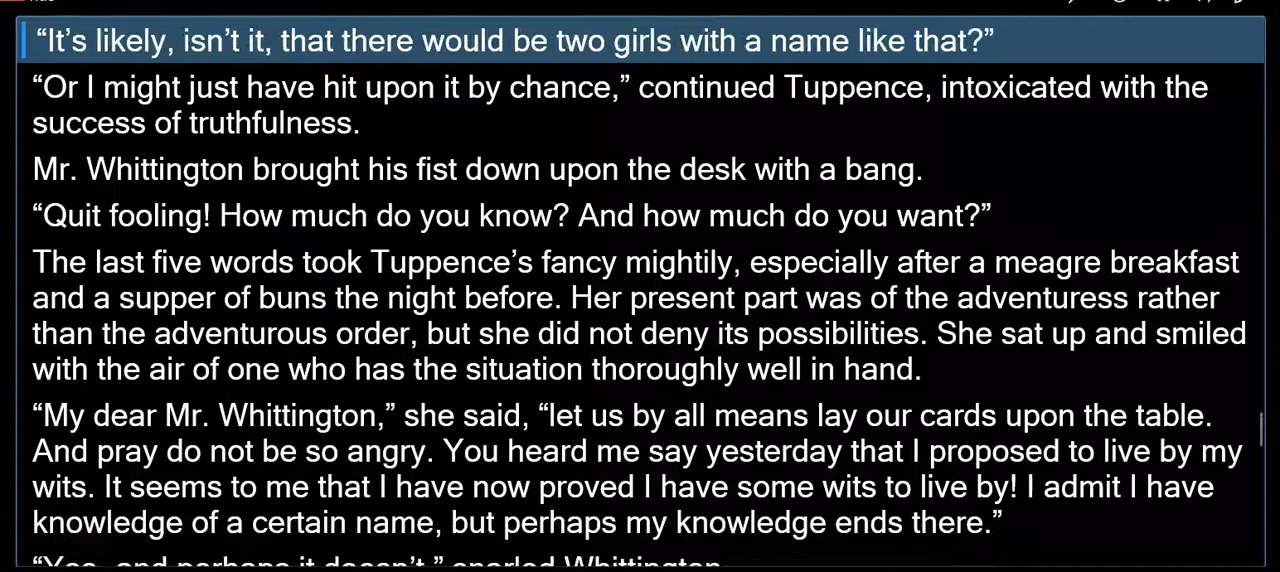 “It’s likely, isn’t it, that there would be two girls with a name like that?”
“Or I might just have hit upon it by chance,” continued Tuppence, intoxicated with the
success of truthfulness.
Mr. Whittington brought his fist down upon the desk with a bang.
“Quit fooling! How much do you know? And how much do you want?”
The last five words took Tuppence’s fancy mightily, especially after a meagre breakfast
and a supper of buns the night before. Her present part was of the adventuress rather
than the adventurous order, but she did not deny its possibilities. She sat up and smiled
with the air of one who has the situation thoroughly well in hand.
“My dear Mr. Whittington,” she said, “let us by all means lay our cards upon the table.
And pray do not be so angry. You heard me say yesterday that I proposed to live by my
wits. It seems to me that I have now proved I have some wits to live by! I admit I have
knowledge of a certain name, but perhaps my knowledge ends there.”
“Yes, and perhaps it doesn’t,” snarled Whittington.